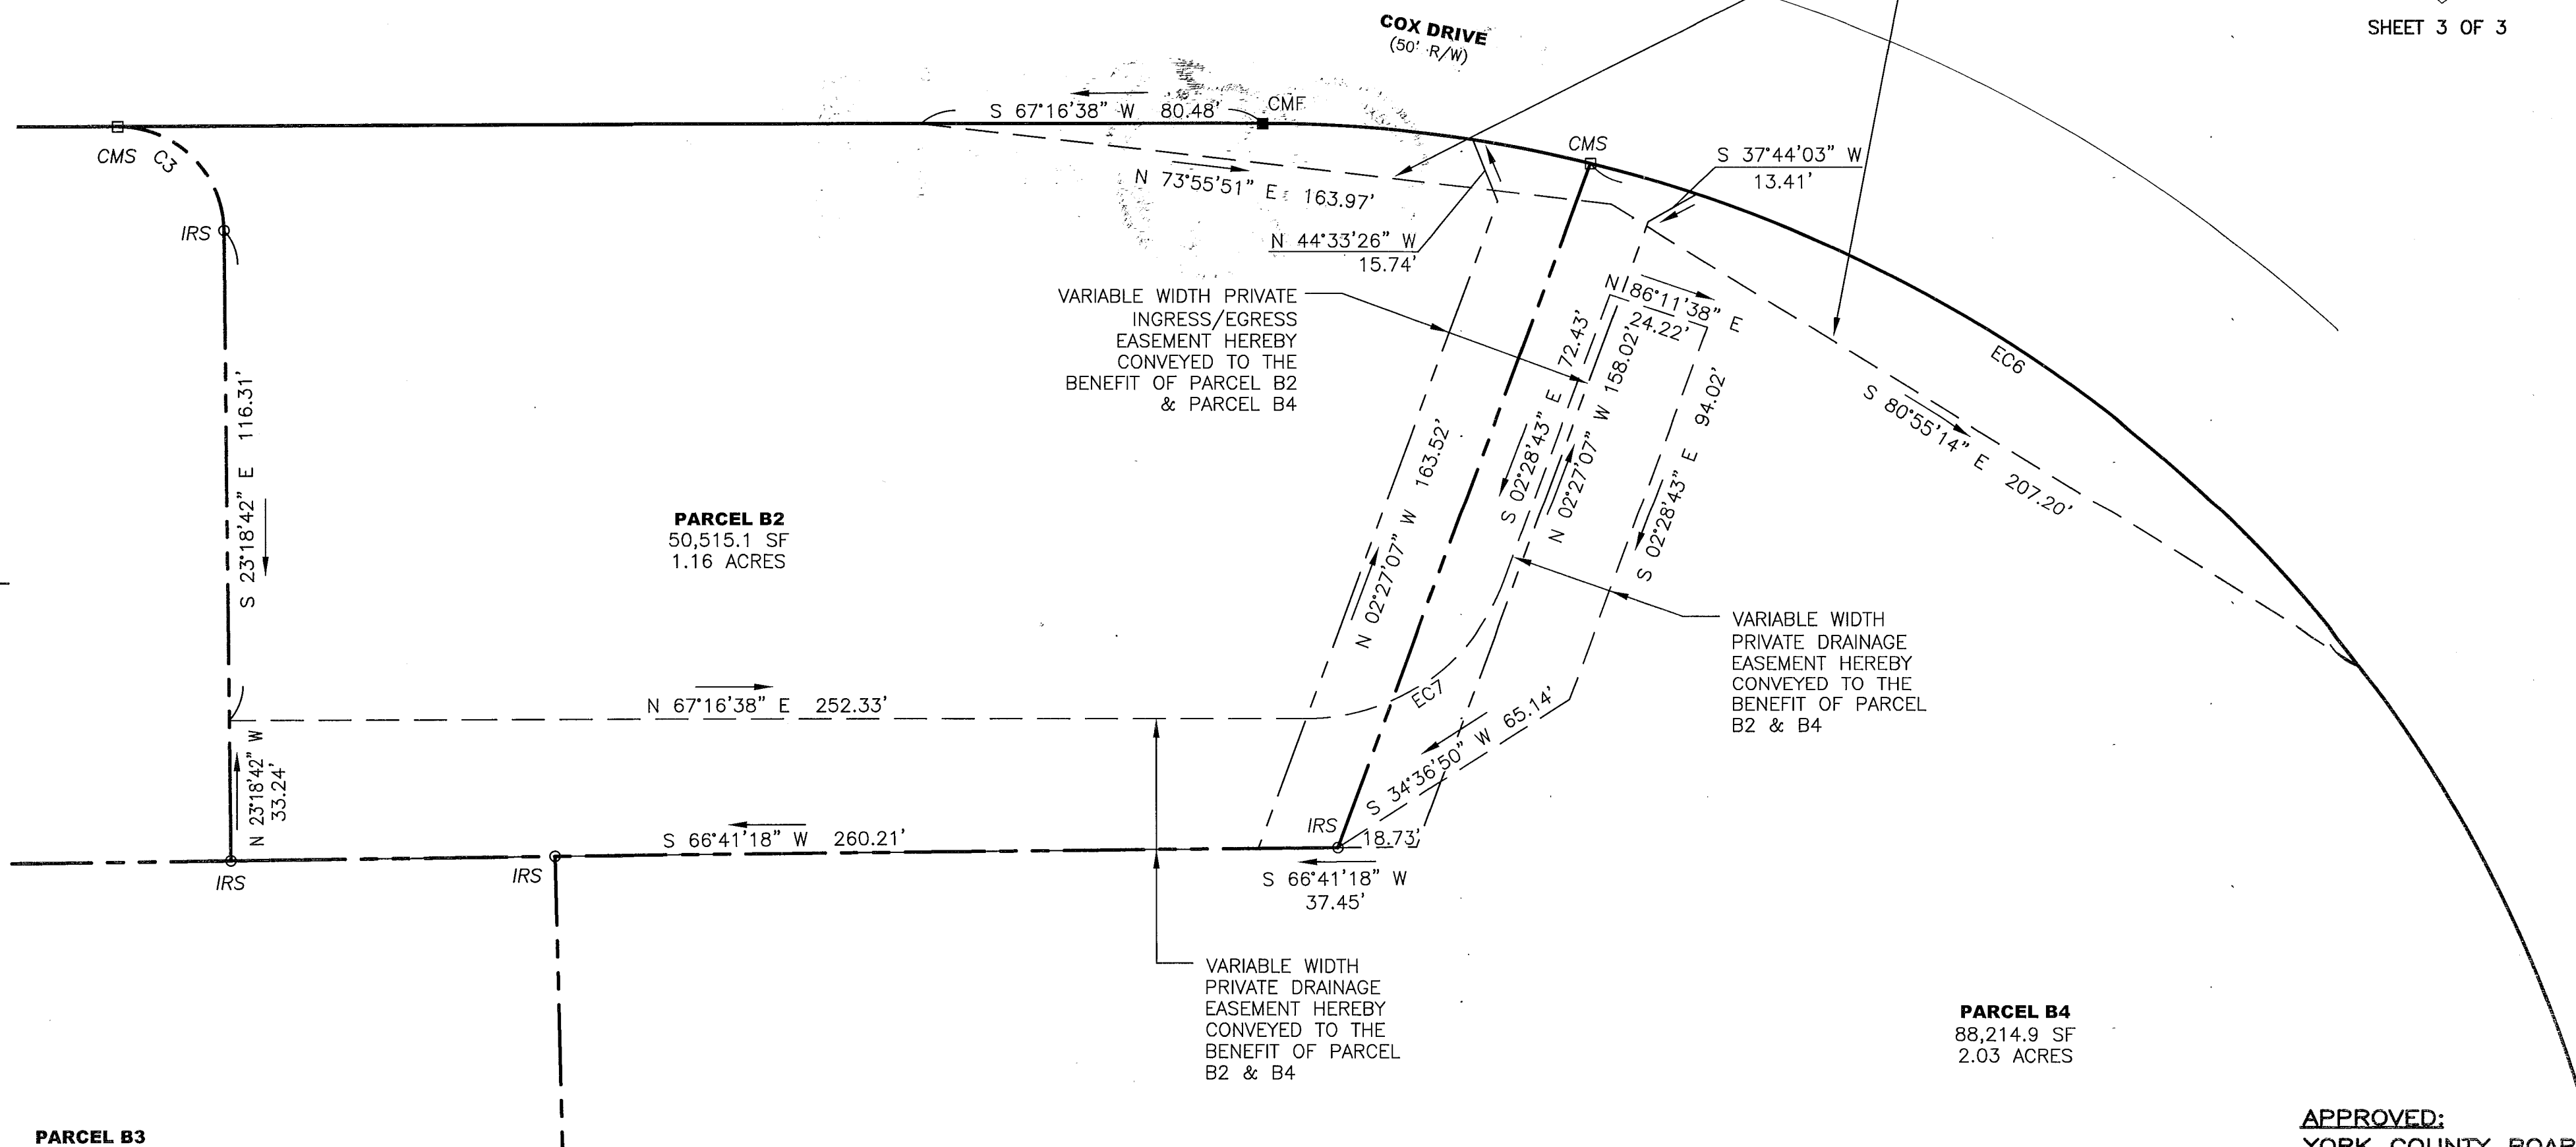 SHEET 3 OF 3
COX DRIVE
(50' R/W)
S 67°16'38" W 80.48'
CMF
CMS
C3
CMS
S 37°44'03" W
13.41'
N 73°55'51" E 163.97'
IRS
N 44°33'26" W
15.74'
VARIABLE WIDTH PRIVATE
INGRESS/EGRESS
EASEMENT HEREBY
CONVEYED TO THE
BENEFIT OF PARCEL B2
& PARCEL B4
N 86°11'38" E
24.22'
S 02°28'43" E 72.43'
N 02°27'07" W 158.02'
S 02°28'43" E 94.02'
EC6
S 80°55'14" E 207.20'
S 23°18'42" E 116.31'
N 02°27'07" W 163.52'
PARCEL B2
50,515.1 SF
1.16 ACRES
VARIABLE WIDTH
PRIVATE DRAINAGE
EASEMENT HEREBY
CONVEYED TO THE
BENEFIT OF PARCEL
B2 & B4
N 67°16'38" E 252.33'
EC7
S 34°36'50" W 65.14'
N 23°18'42" W
33.24'
S 66°41'18" W 260.21'
IRS
18.73'
IRS
IRS
S 66°41'18" W
37.45'
VARIABLE WIDTH
PRIVATE DRAINAGE
EASEMENT HEREBY
CONVEYED TO THE
BENEFIT OF PARCEL
B2 & B4
PARCEL B4
88,214.9 SF
2.03 ACRES
PARCEL B3
APPROVED:
YORK COUNTY BOAR